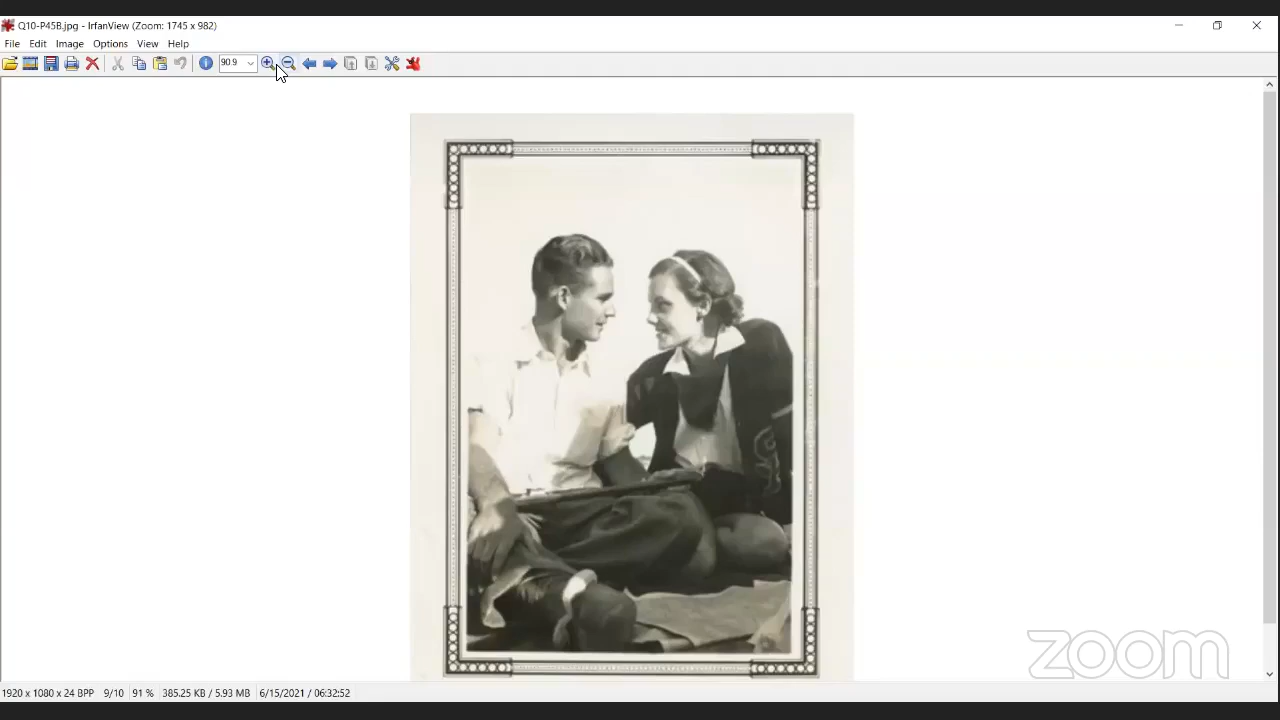 Q10-P45B.jpg - IrfanView (Zoom: 1745 x 982)
File Edit Image Options View Help
90.9
zoom
1920 x 1080 x 24 BPP 9/10 91 % 385.25 KB / 5.93 MB 6/15/2021 / 06:32:52